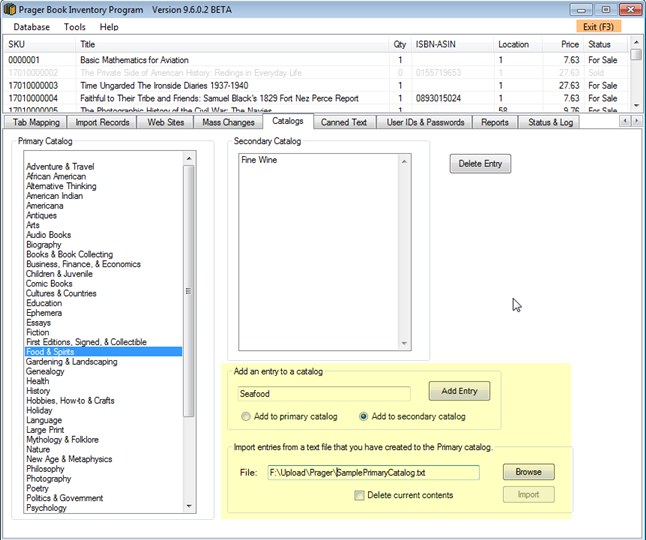 Prager Book Inventory Program Version 9.6.0.2 BETA
Database Tools Help Exit (F3)
SKU Title Qty ISBN-ASIN Location Price Status
0000001 Basic Mathematics for Aviation 1 1 7.63 For Sale
17010000002 The Private Side of American History: Redings in Everyday Life 0 0155719653 1 27.63 Sold
17010000003 Time Ungarded The Ironside Diaries 1937-1940 1 1 27.63 For Sale
17010000004 Faithful to Their Tribe and Friends: Samuel Black's 1829 Fort Nez Perce Report 1 0893015024 1 7.63 For Sale
17010000005 The Photographic History of the Civil War: The Navies 1 58 9.76 For Sale
Tab Mapping Import Records Web Sites Mass Changes Catalogs Canned Text User IDs & Passwords Reports Status & Log
Primary Catalog
Adventure & Travel
African American
Alternative Thinking
American Indian
Americana
Antiques
Arts
Audio Books
Biography
Books & Book Collecting
Business, Finance, & Economics
Children & Juvenile
Comic Books
Cultures & Countries
Education
Ephemera
Essays
Fiction
First Editions, Signed, & Collectible
Food & Spirits
Gardening & Landscaping
Genealogy
Health
History
Hobbies, How-to & Crafts
Holiday
Language
Large Print
Mythology & Folklore
Nature
New Age & Metaphysics
Philosophy
Photography
Poetry
Politics & Government
Psychology
Secondary Catalog
Fine Wine
Delete Entry
Add an entry to a catalog
Seafood Add Entry
Add to primary catalog Add to secondary catalog
Import entries from a text file that you have created to the Primary catalog.
File: F:\Upload\Prager\SamplePrimaryCatalog.txt Browse
Delete current contents Import